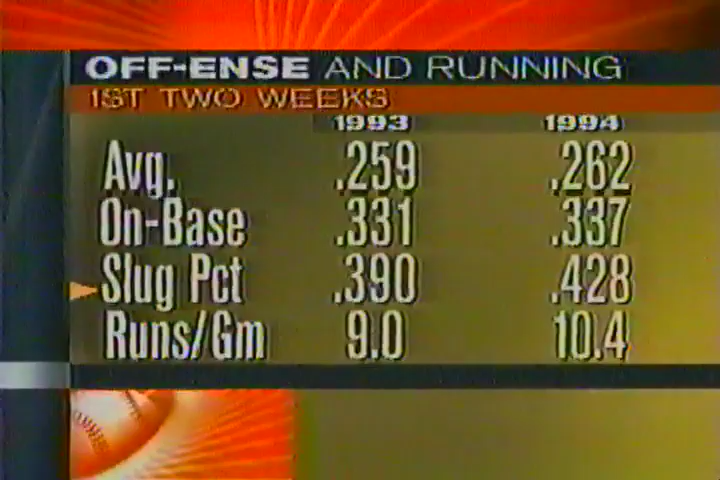 OFF-ENSE AND RUNNING
1ST TWO WEEKS
1993 1994
Avg. .259 .262
On-Base .331 .337
Slug Pct .390 .428
Runs/Gm 9.0 10.4